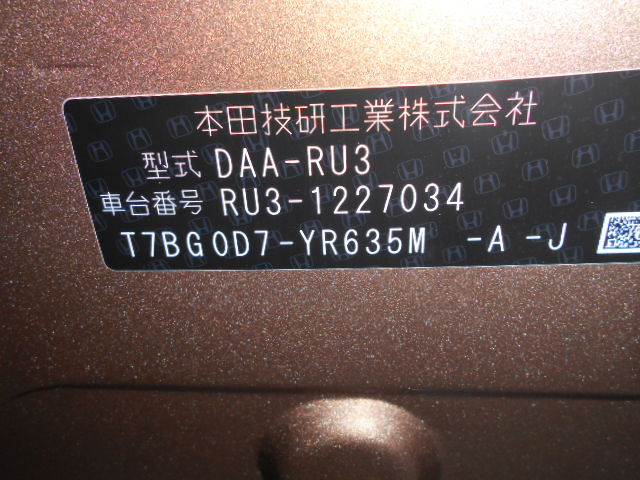 本田技研工業株式会社
型式 DAA-RU3
車台番号 RU3-1227034
T7BG0D7-YR635M -A -J